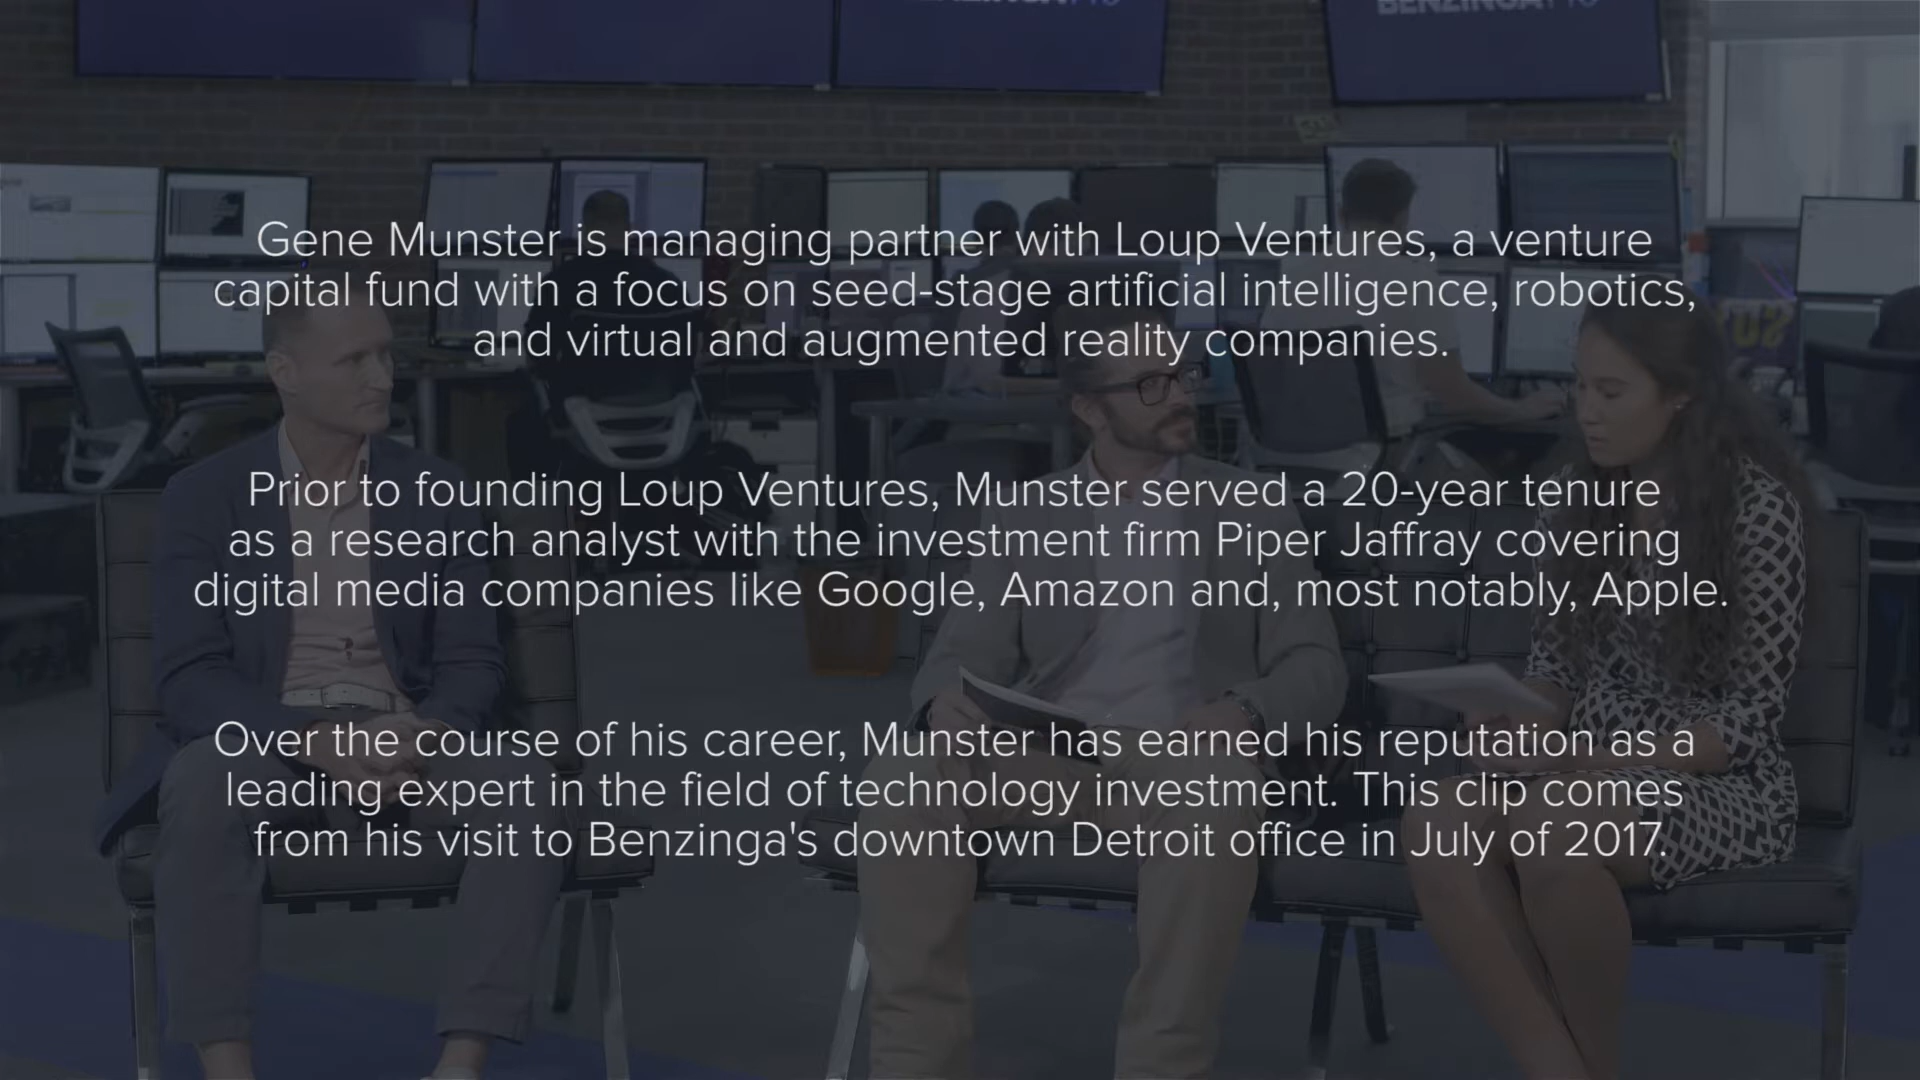 BENZINGA PRO
Gene Munster is managing partner with Loup Ventures, a venture
capital fund with a focus on seed-stage artificial intelligence, robotics,
and virtual and augmented reality companies.
Prior to founding Loup Ventures, Munster served a 20-year tenure
as a research analyst with the investment firm Piper Jaffray covering
digital media companies like Google, Amazon and, most notably, Apple.
Over the course of his career, Munster has earned his reputation as a
leading expert in the field of technology investment. This clip comes
from his visit to Benzinga's downtown Detroit office in July of 2017.